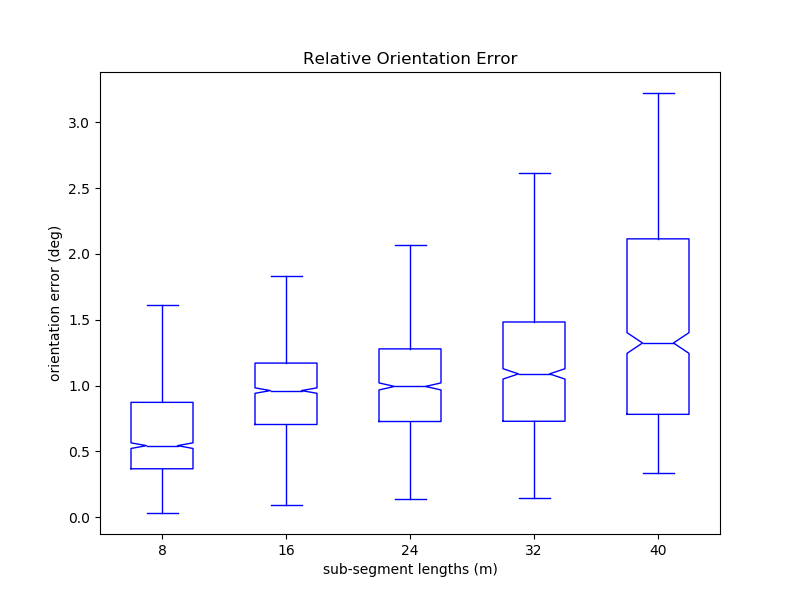 Relative Orientation Error
3.0
2.5
2.0
1.5
1.0
0.5
0.0
orientation error (deg)
8 16 24 32 40
sub-segment lengths (m)